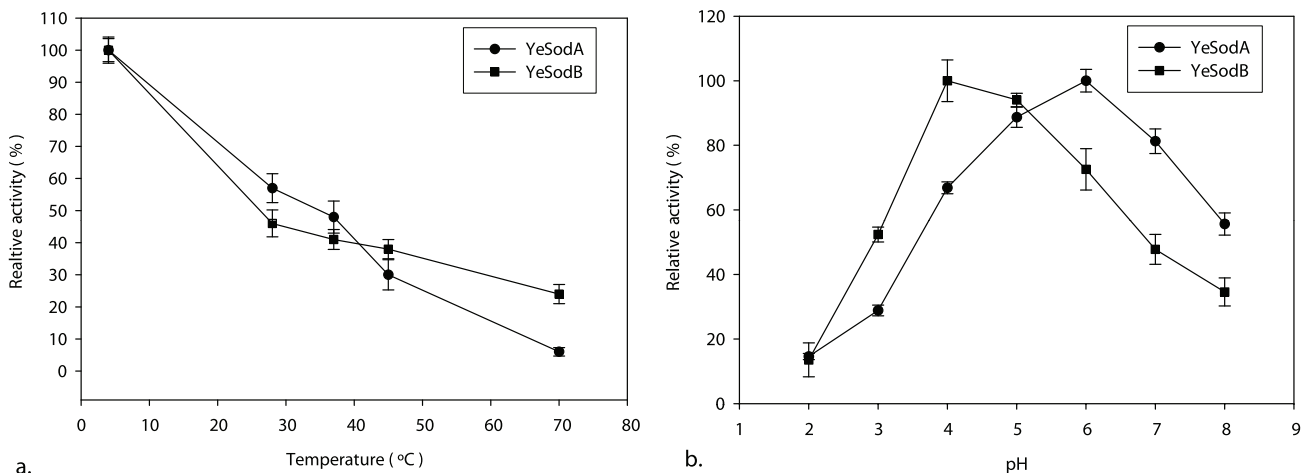 110
100
90
80
70
60
50
40
30
20
10
0
Realtive activity ( % )
YeSodA
YeSodB
0 10 20 30 40 50 60 70 80
Temperature ( ºC )
a.
120
100
80
60
40
20
0
Relative activity ( % )
YeSodA
YeSodB
1 2 3 4 5 6 7 8 9
pH
b.